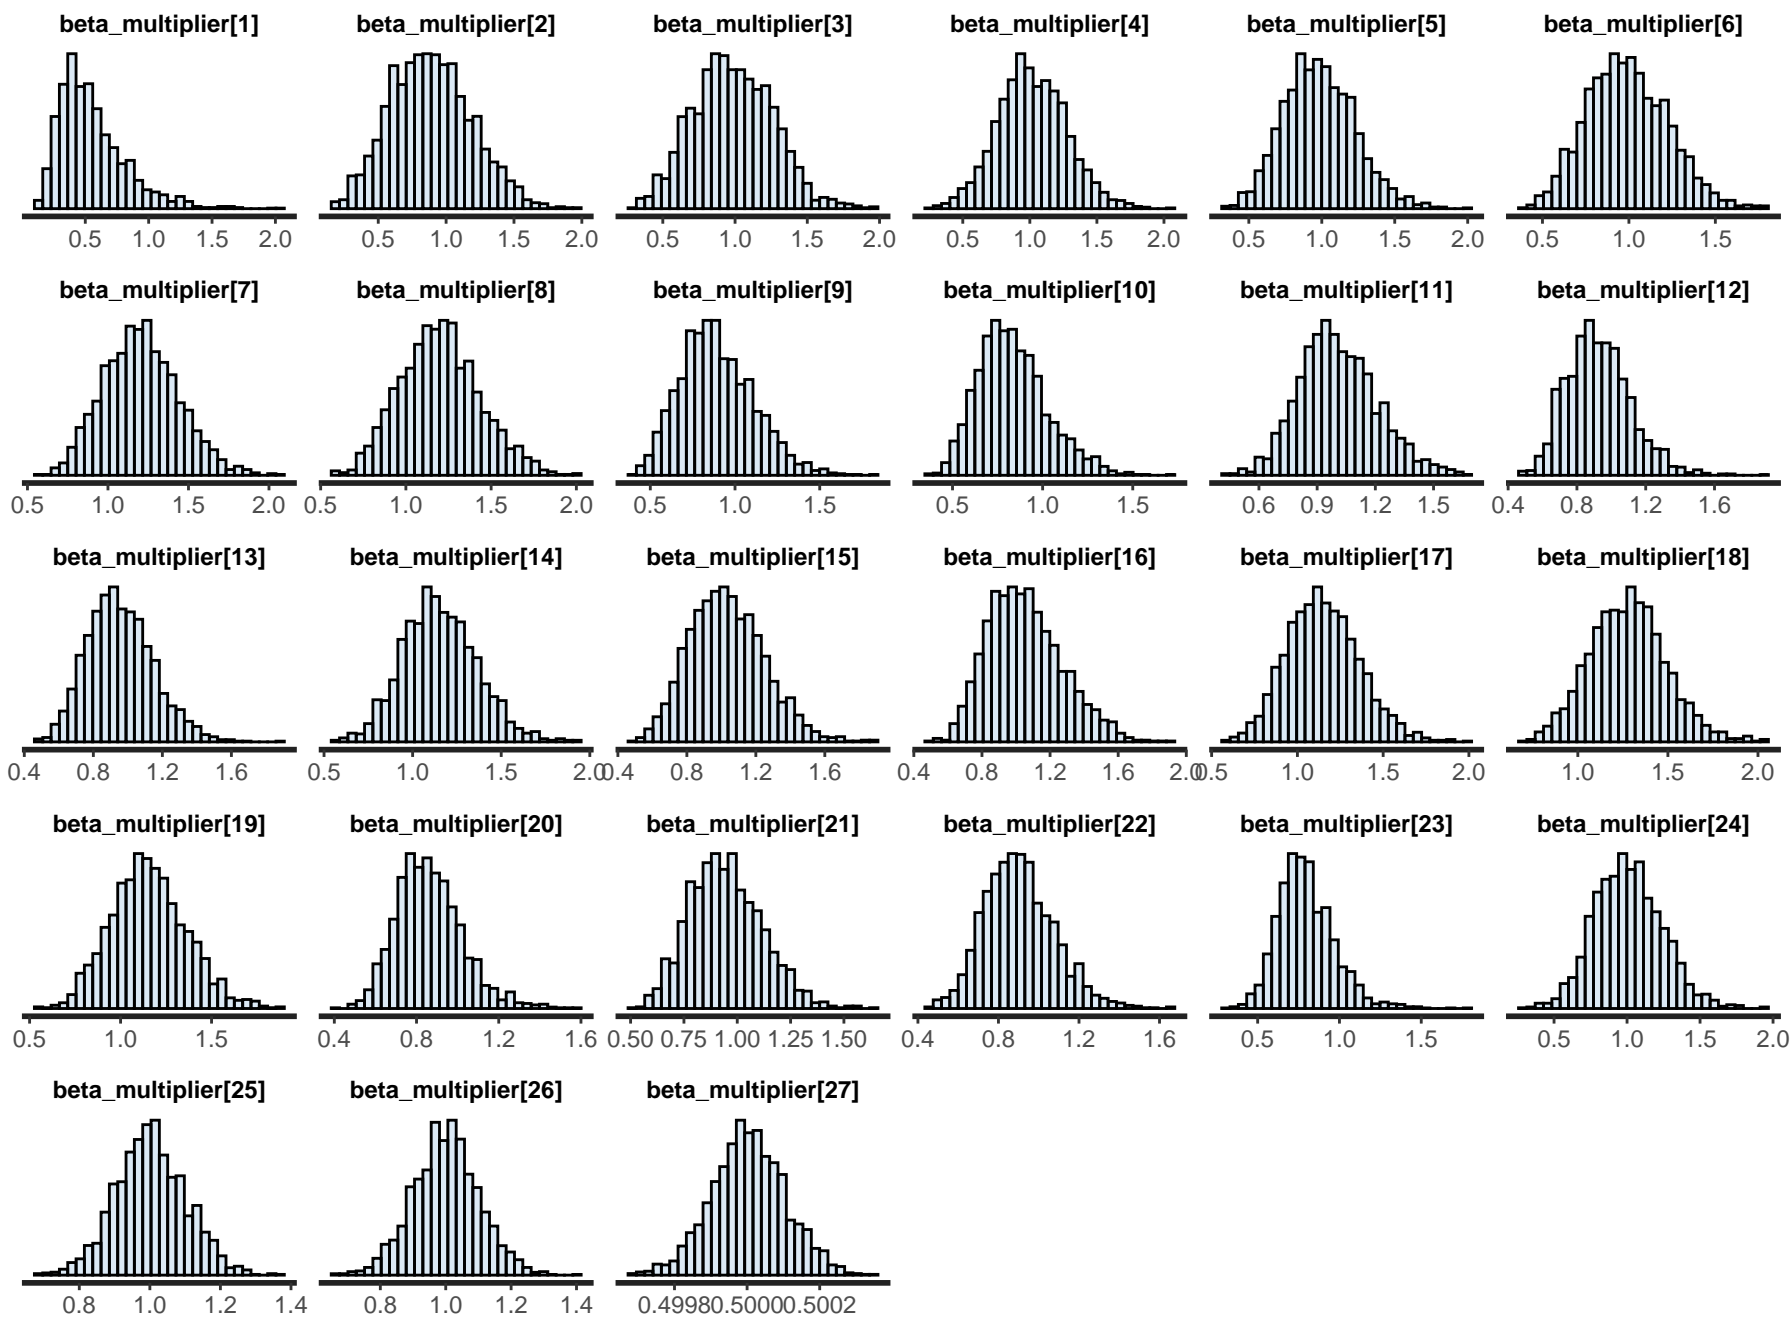 beta_multiplier[1] beta_multiplier[2] beta_multiplier[3] beta_multiplier[4] beta_multiplier[5] beta_multiplier[6]
0.5 1.0 1.5 2.0 0.5 1.0 1.5 2.0 0.5 1.0 1.5 2.0 0.5 1.0 1.5 2.0 0.5 1.0 1.5 2.0 0.5 1.0 1.5
beta_multiplier[7] beta_multiplier[8] beta_multiplier[9] beta_multiplier[10] beta_multiplier[11] beta_multiplier[12]
0.5 1.0 1.5 2.0 0.5 1.0 1.5 2.0 0.5 1.0 1.5 0.5 1.0 1.5 0.6 0.9 1.2 1.5 0.4 0.8 1.2 1.6
beta_multiplier[13] beta_multiplier[14] beta_multiplier[15] beta_multiplier[16] beta_multiplier[17] beta_multiplier[18]
0.4 0.8 1.2 1.6 0.5 1.0 1.5 2.0 0.4 0.8 1.2 1.6 0.4 0.8 1.2 1.6 2.0 0.5 1.0 1.5 2.0 1.0 1.5 2.0
beta_multiplier[19] beta_multiplier[20] beta_multiplier[21] beta_multiplier[22] beta_multiplier[23] beta_multiplier[24]
0.5 1.0 1.5 0.4 0.8 1.2 1.6 0.50 0.75 1.00 1.25 1.50 0.4 0.8 1.2 1.6 0.5 1.0 1.5 0.5 1.0 1.5 2.0
beta_multiplier[25] beta_multiplier[26] beta_multiplier[27]
0.8 1.0 1.2 1.4 0.8 1.0 1.2 1.4 0.4998 0.5000 0.5002